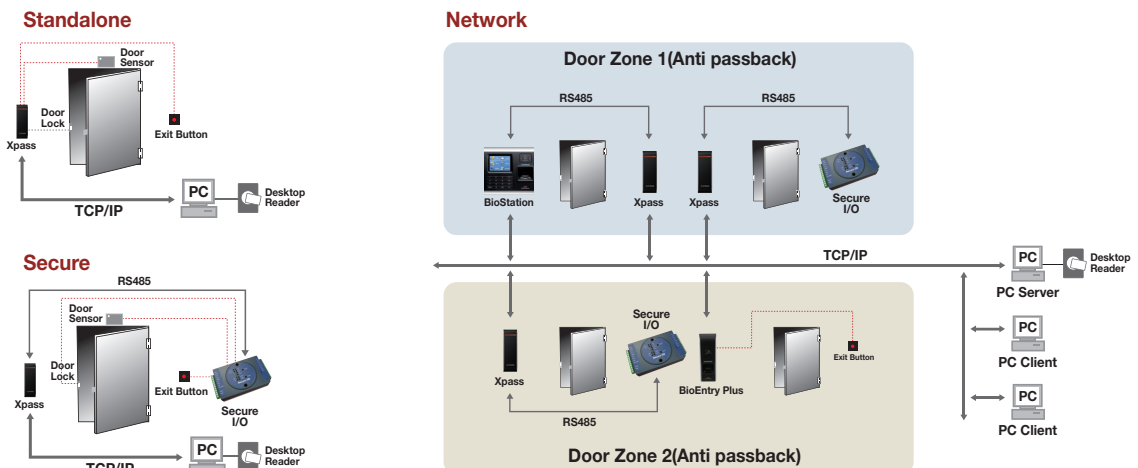 Standalone
Door
Sensor
Door
Lock
Xpass
Exit Button
PC
Desktop
Reader
TCP/IP
Secure
RS485
Door
Sensor
Door
Lock
Xpass
Exit Button
Secure
I/O
PC
Desktop
Reader
TCP/IP
Network
Door Zone 1(Anti passback)
RS485
RS485
BioStation
Xpass
Xpass
Secure
I/O
TCP/IP
PC
Desktop
Reader
PC Server
PC
PC Client
PC
PC Client
Secure
I/O
Xpass
BioEntry Plus
Exit Button
RS485
Door Zone 2(Anti passback)